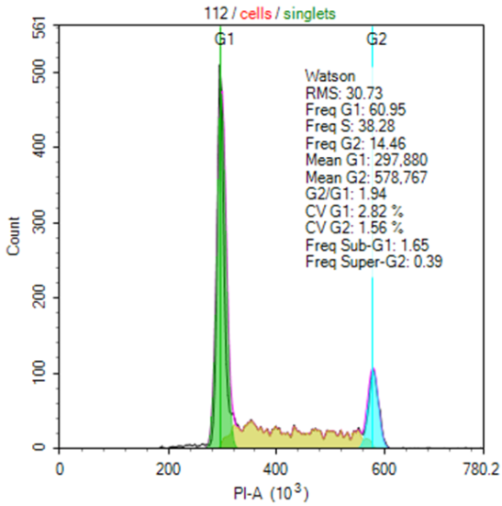 112 / cells / singlets
G1 G2
Watson
RMS: 30.73
Freq G1: 60.95
Freq S: 38.28
Freq G2: 14.46
Mean G1: 297,880
Mean G2: 578,767
G2/G1: 1.94
CV G1: 2.82 %
CV G2: 1.56 %
Freq Sub-G1: 1.65
Freq Super-G2: 0.39
Count
561
500
400
300
200
100
0
0 200 400 600 780.2
PI-A (10³)